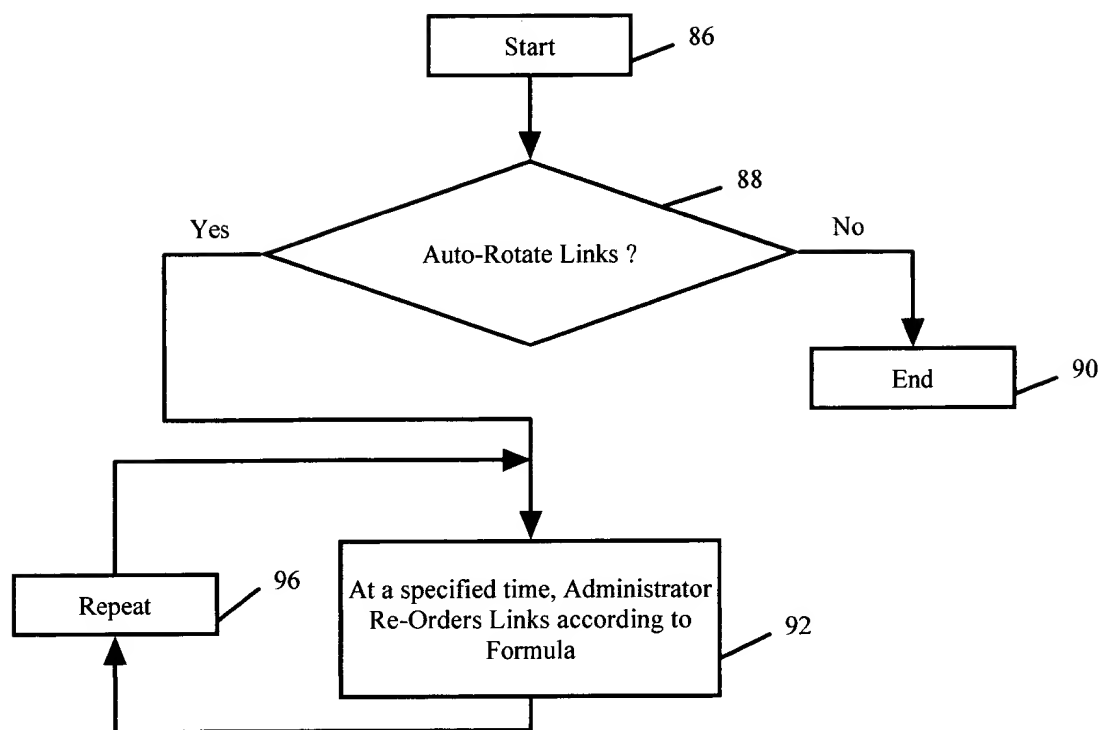 Start
86
88
Yes
No
Auto-Rotate Links ?
End
90
At a specified time, Administrator
Re-Orders Links according to
Formula
92
Repeat
96